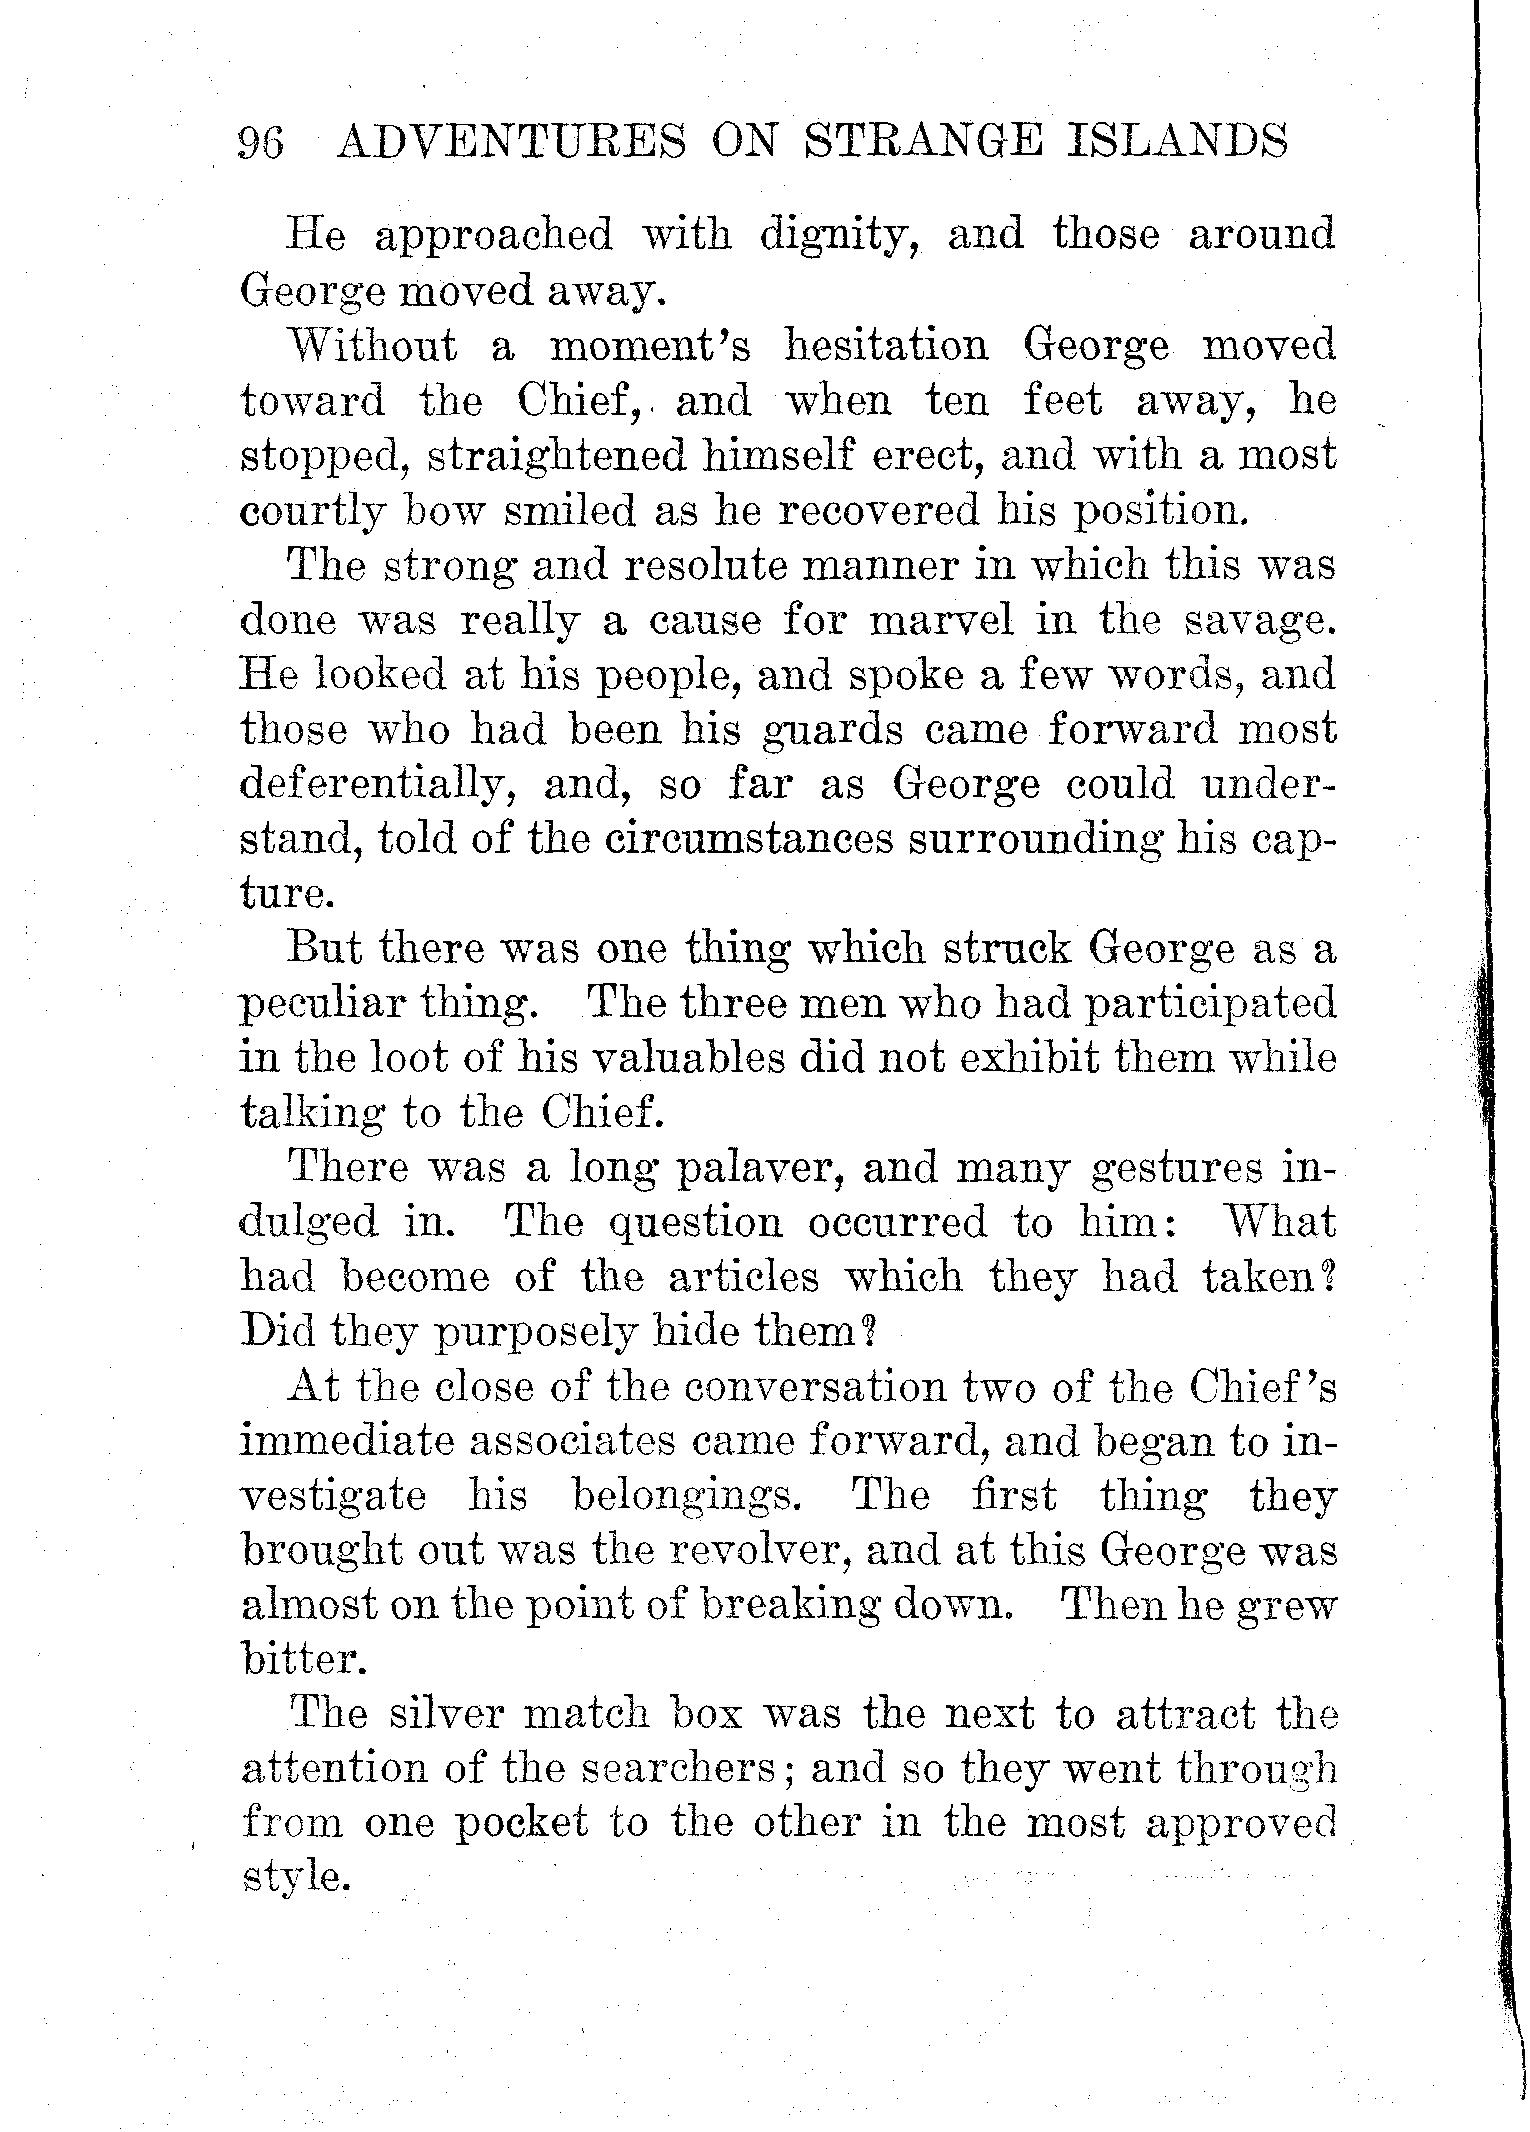 96 ADVENTURES ON STRANGE ISLANDS
He approached with dignity, and those around
George moved away.
Without a moment's hesitation George moved
toward the Chief, and when ten feet away, he
stopped, straightened himself erect, and with a most
courtly bow smiled as he recovered his position.
The strong and resolute manner in which this was
done was really a cause for marvel in the savage.
He looked at his people, and spoke a few words, and
those who had been his guards came forward most
deferentially, and, so far as George could under-
stand, told of the circumstances surrounding his cap-
ture.
But there was one thing which struck George as a
peculiar thing. The three men who had participated
in the loot of his valuables did not exhibit them while
talking to the Chief.
There was a long palaver, and many gestures in-
dulged in. The question occurred to him: What
had become of the articles which they had taken?
Did they purposely hide them?
At the close of the conversation two of the Chief's
immediate associates came forward, and began to in-
vestigate his belongings. The first thing they
brought out was the revolver, and at this George was
almost on the point of breaking down. Then he grew
bitter.
The silver match box was the next to attract the
attention of the searchers; and so they went through
from one pocket to the other in the most approved
style.